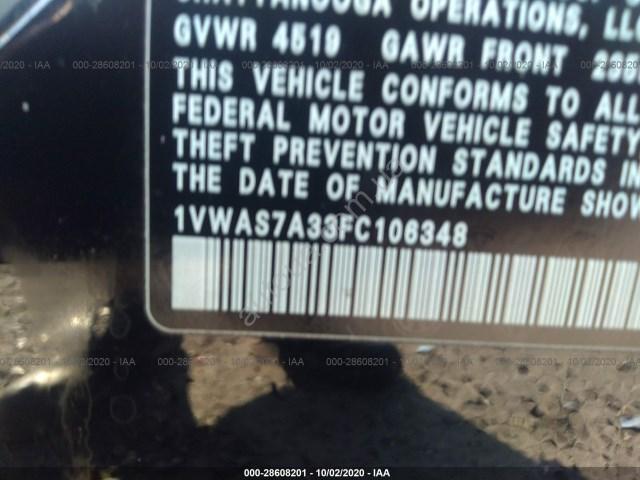 CHATTANOOGA OPERATIONS, LLC
GVWR 4519 GAWR FRONT
THIS VEHICLE CONFORMS TO ALL
FEDERAL MOTOR VEHICLE SAFETY
THEFT PREVENTION STANDARDS IN
THE DATE OF MANUFACTURE SHOW
1VWAS7A33FC106348
000-28608201 - 10/02/2020 - IAA